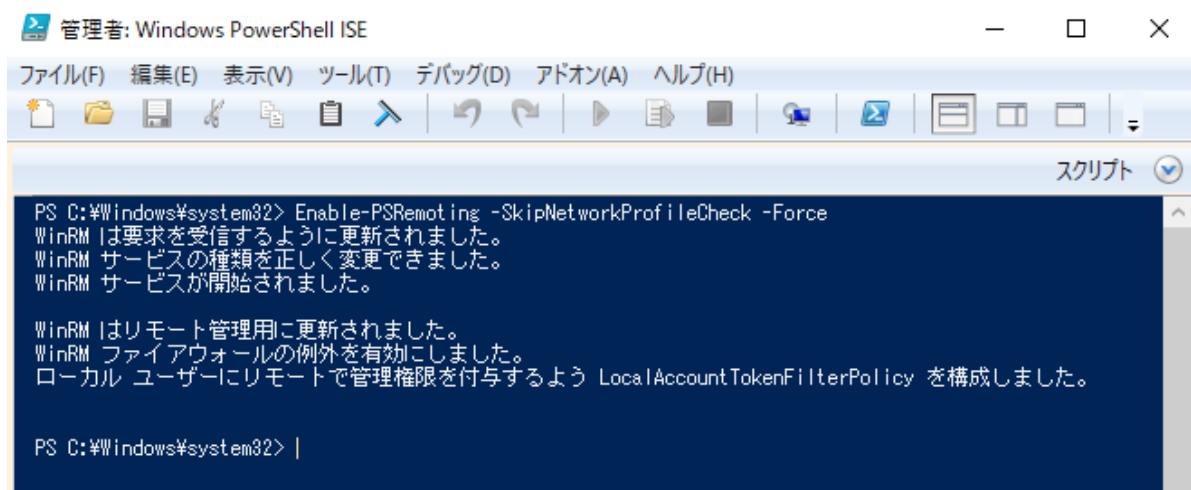 管理者: Windows PowerShell ISE
ファイル(F) 編集(E) 表示(V) ツール(T) デバッグ(D) アドオン(A) ヘルプ(H)
スクリプト
PS C:¥Windows¥system32> Enable-PSRemoting -SkipNetworkProfileCheck -Force
WinRM は要求を受信するように更新されました。
WinRM サービスの種類を正しく変更できました。
WinRM サービスが開始されました。
WinRM はリモート管理用に更新されました。
WinRM ファイアウォールの例外を有効にしました。
ローカル ユーザーにリモートで管理権限を付与するよう LocalAccountTokenFilterPolicy を構成しました。
PS C:¥Windows¥system32>